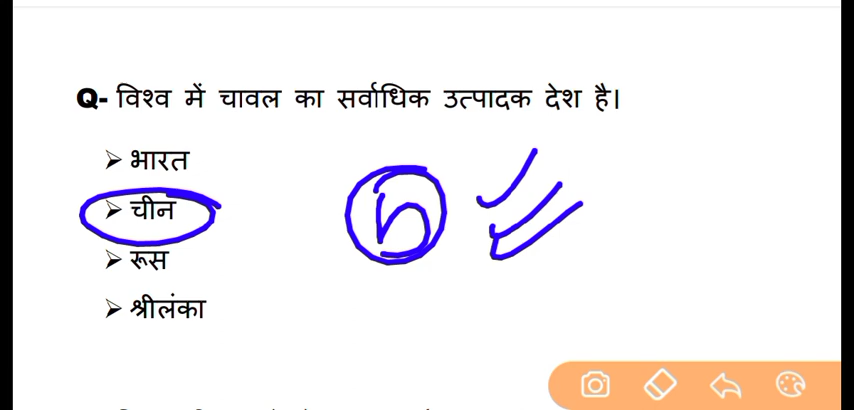 Q- विश्व में चावल का सर्वाधिक उत्पादक देश है।
➢ भारत
➢ चीन
➢ रूस
➢ श्रीलंका